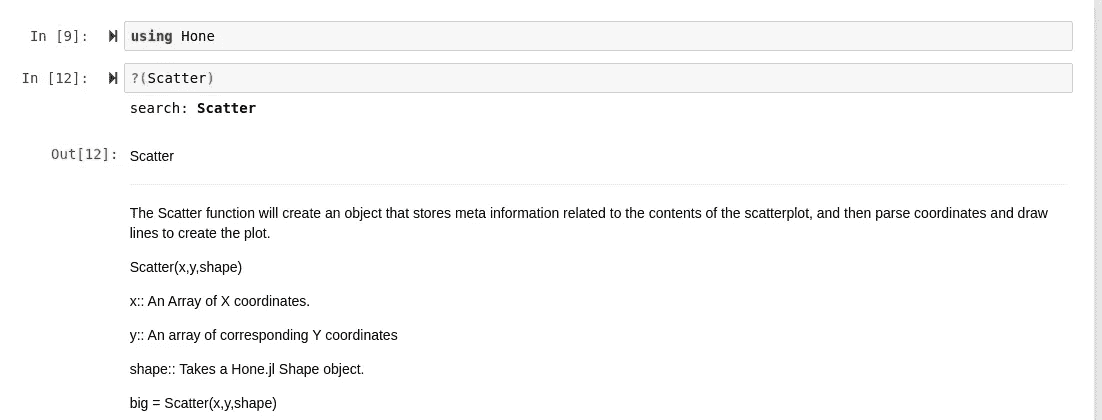 In [9]: using Hone
In [12]: ?(Scatter)
search: Scatter
Out[12]: Scatter
The Scatter function will create an object that stores meta information related to the contents of the scatterplot, and then parse coordinates and draw
lines to create the plot.
Scatter(x,y,shape)
x:: An Array of X coordinates.
y:: An array of corresponding Y coordinates
shape:: Takes a Hone.jl Shape object.
big = Scatter(x,y,shape)